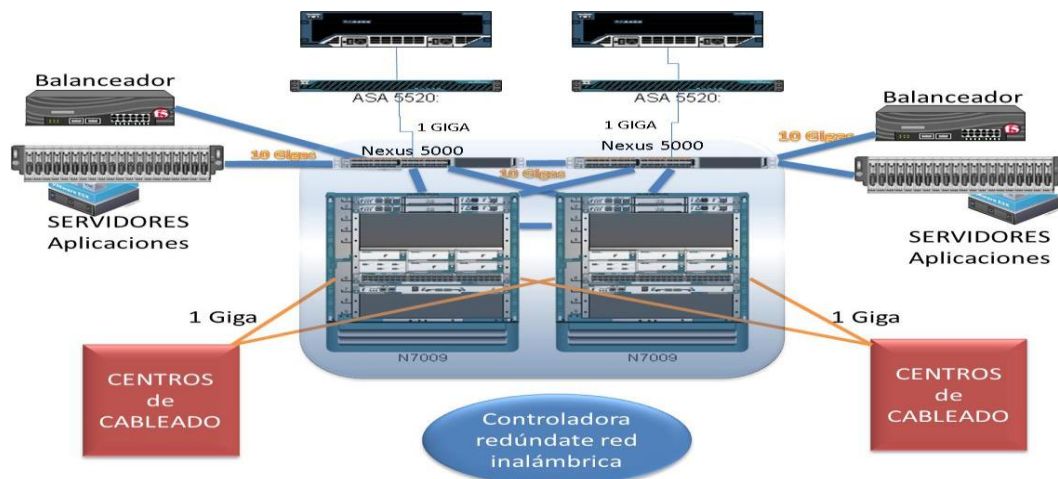 ASA 5520:
ASA 5520:
Balanceador
Balanceador
f5
f5
1 GIGA
1 GIGA
Nexus 5000
Nexus 5000
10 Gigas
10 Gigas
10 Gigas
SERVIDORES
Aplicaciones
SERVIDORES
Aplicaciones
1 Giga
1 Giga
N7009
N7009
CENTROS
de
CABLEADO
CENTROS
de
CABLEADO
Controladora
redúndate red
inalámbrica